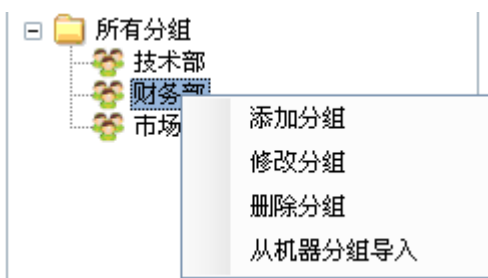 所有分组
技术部
财务部
市场
添加分组
修改分组
删除分组
从机器分组导入